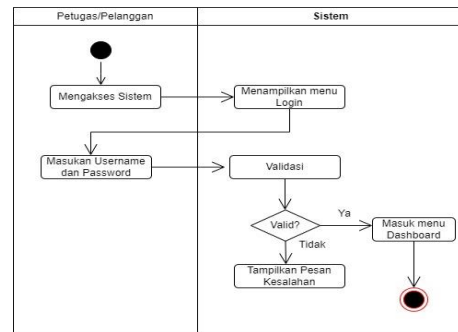 Petugas/Pelanggan
Sistem
Mengakses Sistem
Menampilkan menu
Login
Masukan Username
dan Password
Validasi
Valid?
Ya
Masuk menu
Dashboard
Tidak
Tampilkan Pesan
Kesalahan